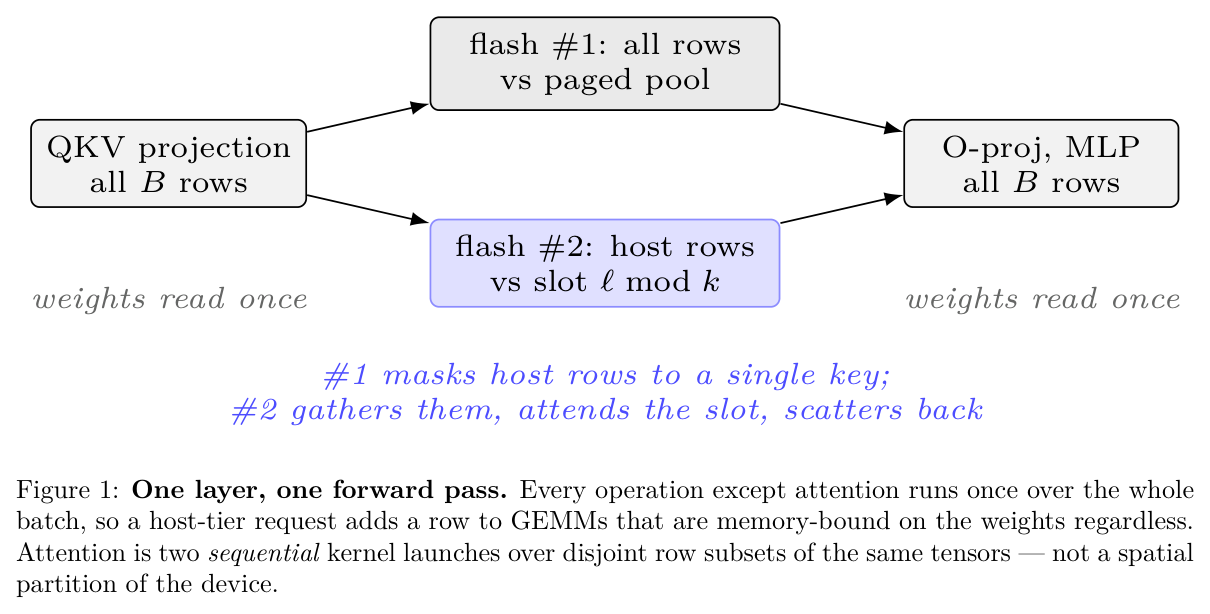 flash #1: all rows
vs paged pool
QKV projection
all B rows
O-proj, MLP
all B rows
flash #2: host rows
vs slot ℓ mod k
weights read once
weights read once
#1 masks host rows to a single key;
#2 gathers them, attends the slot, scatters back
Figure 1: One layer, one forward pass. Every operation except attention runs once over the whole
batch, so a host-tier request adds a row to GEMMs that are memory-bound on the weights regardless.
Attention is two sequential kernel launches over disjoint row subsets of the same tensors — not a spatial
partition of the device.